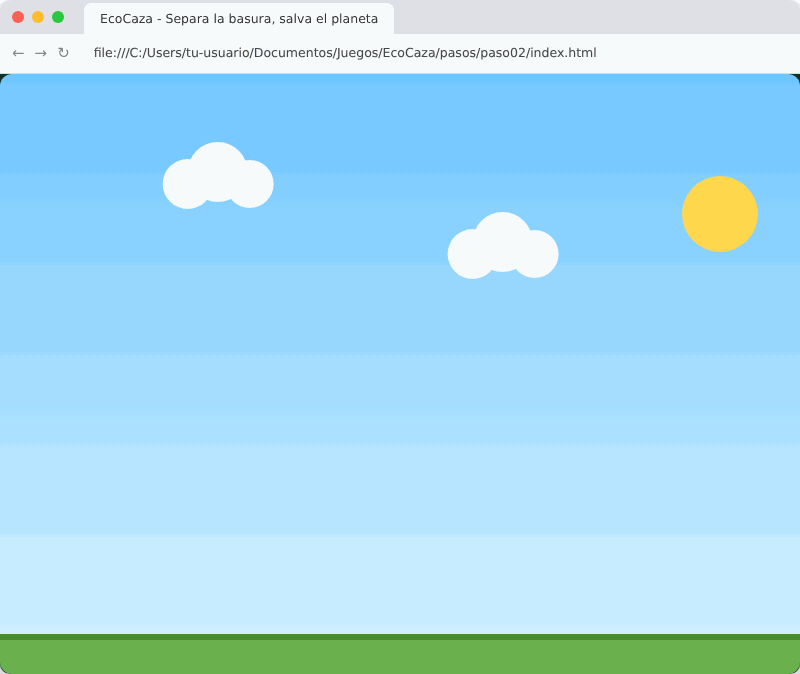 EcoCaza - Separa la basura, salva el planeta
← → ↻ file:///C:/Users/tu-usuario/Documentos/Juegos/EcoCaza/pasos/paso02/index.html